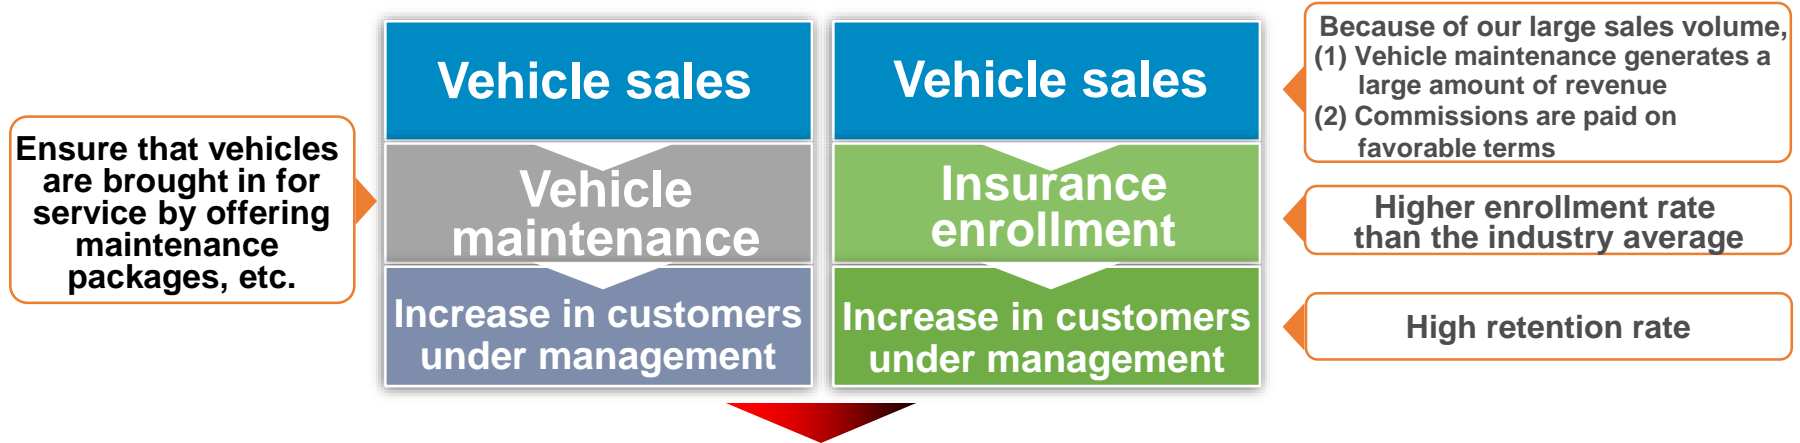 Ensure that vehicles
are brought in for
service by offering
maintenance
packages, etc.
Vehicle sales
Vehicle
maintenance
Increase in customers
under management
Vehicle sales
Insurance
enrollment
Increase in customers
under management
Because of our large sales volume,
(1) Vehicle maintenance generates a
large amount of revenue
(2) Commissions are paid on
favorable terms
Higher enrollment rate
than the industry average
High retention rate